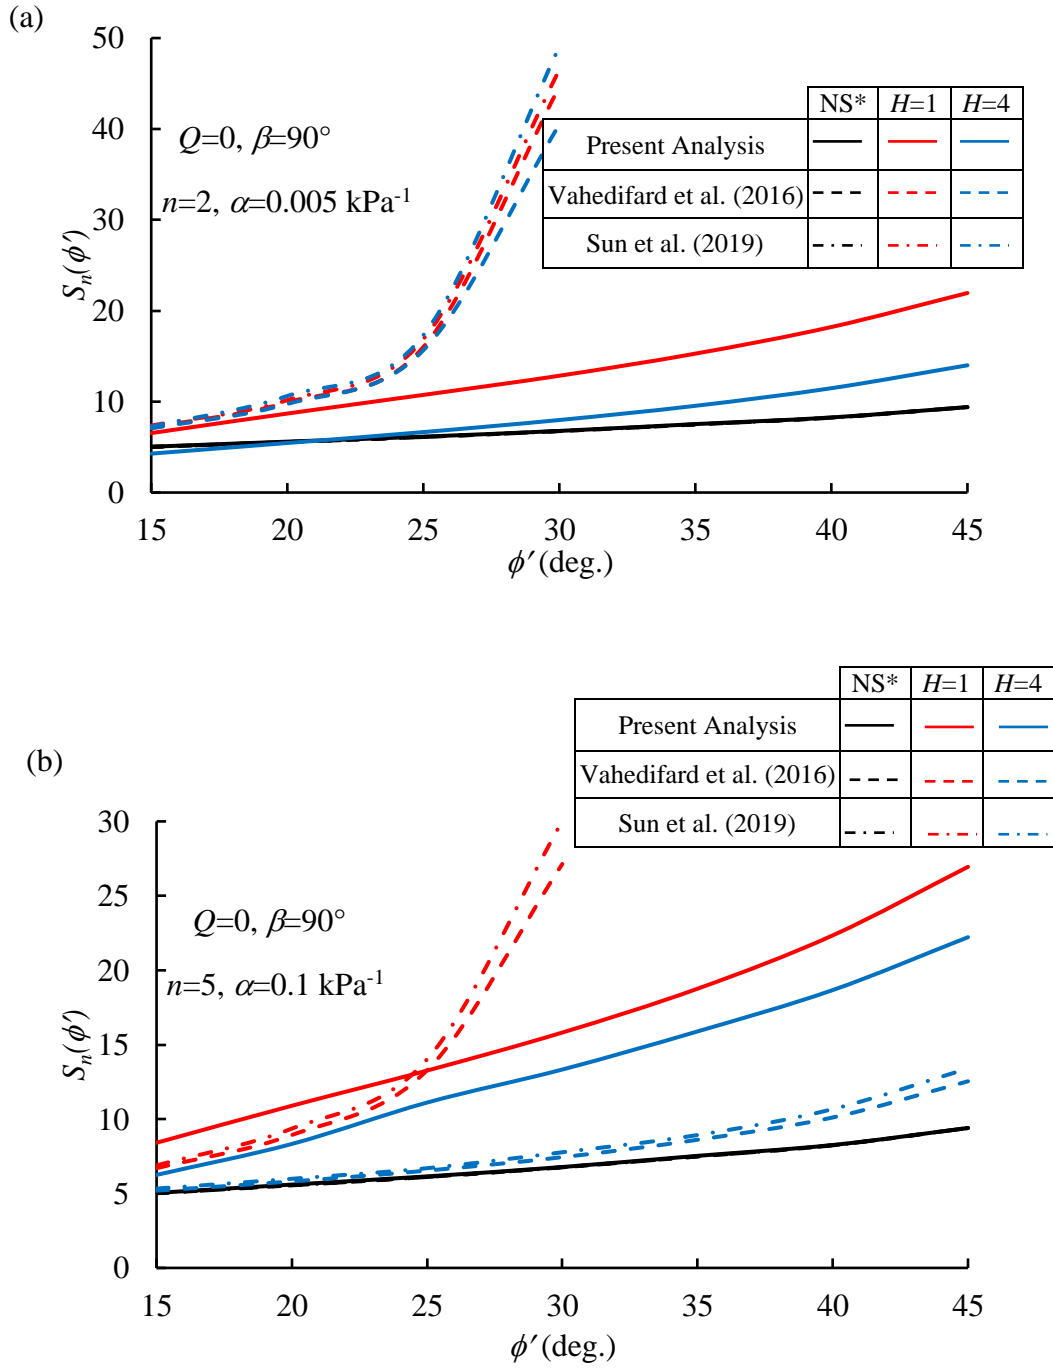 (a)
50
40
30
20
10
0
Sₙ(ϕ′)
Q=0, β=90°
n=2, α=0.005 kPa⁻¹
NS* H=1 H=4
Present Analysis
Vahedifard et al. (2016)
Sun et al. (2019)
15 20 25 30 35 40 45
ϕ′ (deg.)
(b)
NS* H=1 H=4
Present Analysis
Vahedifard et al. (2016)
Sun et al. (2019)
30
25
20
15
10
5
0
Sₙ(ϕ′)
Q=0, β=90°
n=5, α=0.1 kPa⁻¹
15 20 25 30 35 40 45
ϕ′ (deg.)